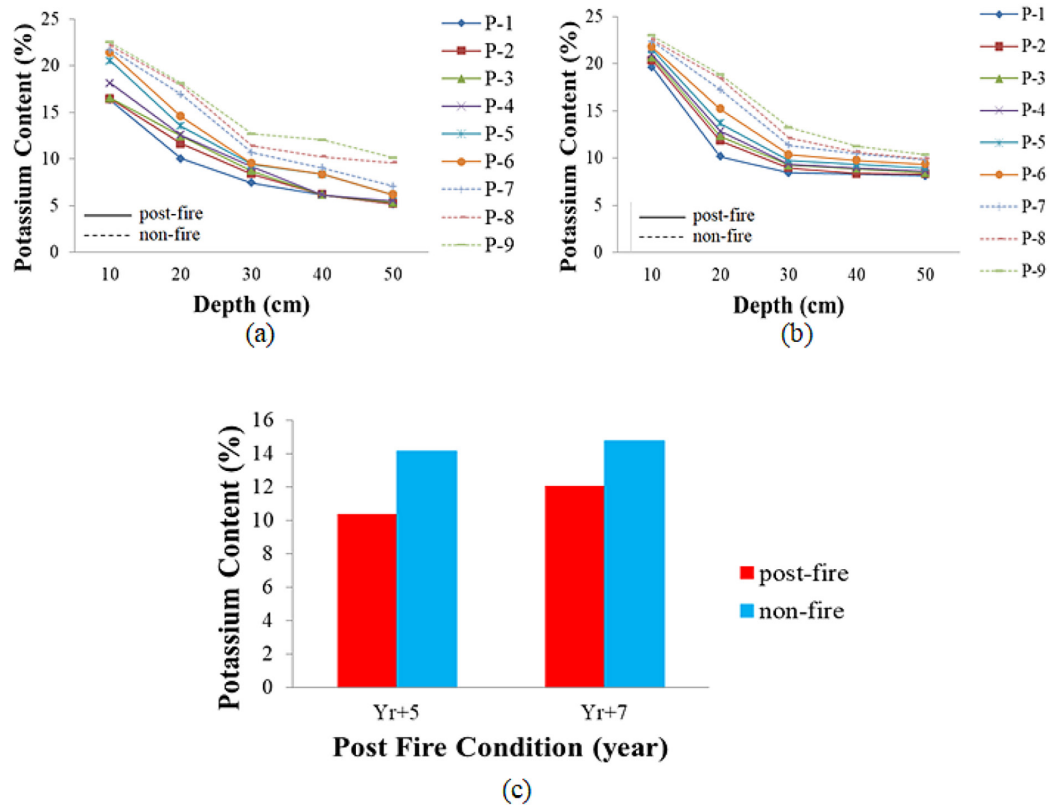 Potassium Content (%)
25
20
15
10
5
0
post-fire
non-fire
10 20 30 40 50
Depth (cm)
(a)
P-1
P-2
P-3
P-4
P-5
P-6
P-7
P-8
P-9
Potassium Content (%)
25
20
15
10
5
0
post-fire
non-fire
10 20 30 40 50
Depth (cm)
(b)
P-1
P-2
P-3
P-4
P-5
P-6
P-7
P-8
P-9
Potassium Content (%)
16
14
12
10
8
6
4
2
0
Yr+5 Yr+7
Post Fire Condition (year)
post-fire
non-fire
(c)